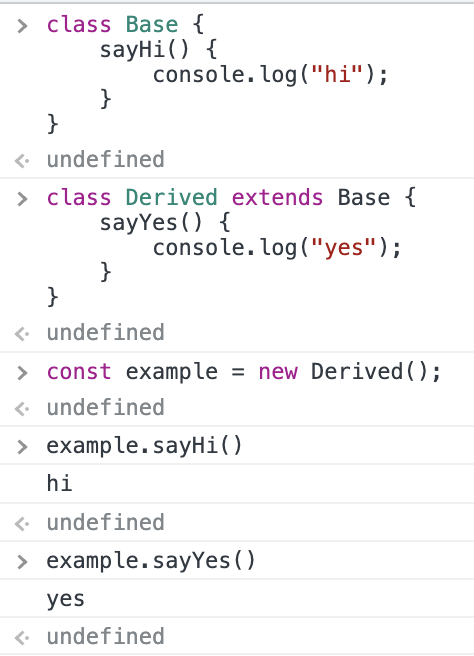 > class Base {
    sayHi() {
        console.log("hi");
    }
}
<· undefined
> class Derived extends Base {
    sayYes() {
        console.log("yes");
    }
}
<· undefined
> const example = new Derived();
<· undefined
> example.sayHi()
hi
<· undefined
> example.sayYes()
yes
<· undefined